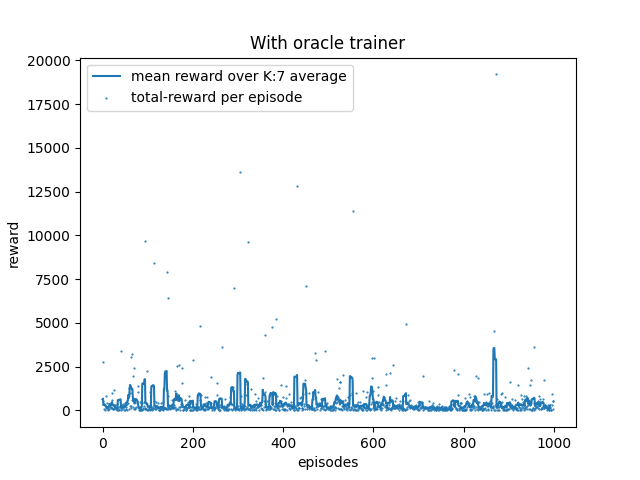 With oracle trainer
mean reward over K:7 average
total-reward per episode
20000
17500
15000
12500
10000
7500
5000
2500
0
reward
0 200 400 600 800 1000
episodes